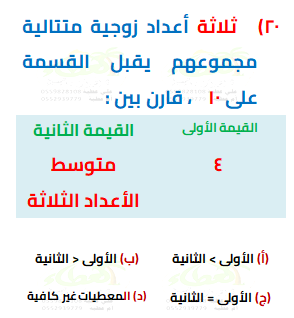 ٢٠) ثلاثة أعداد زوجية متتالية
مجموعهم يقبل القسمة
على ١٠ ، قارن بين :
القيمة الأولى القيمة الثانية
٤ متوسط
الأعداد الثلاثة
(أ) الأولى > الثانية (ب) الأولى < الثانية
(ج) الأولى = الثانية (د) المعطيات غير كافية